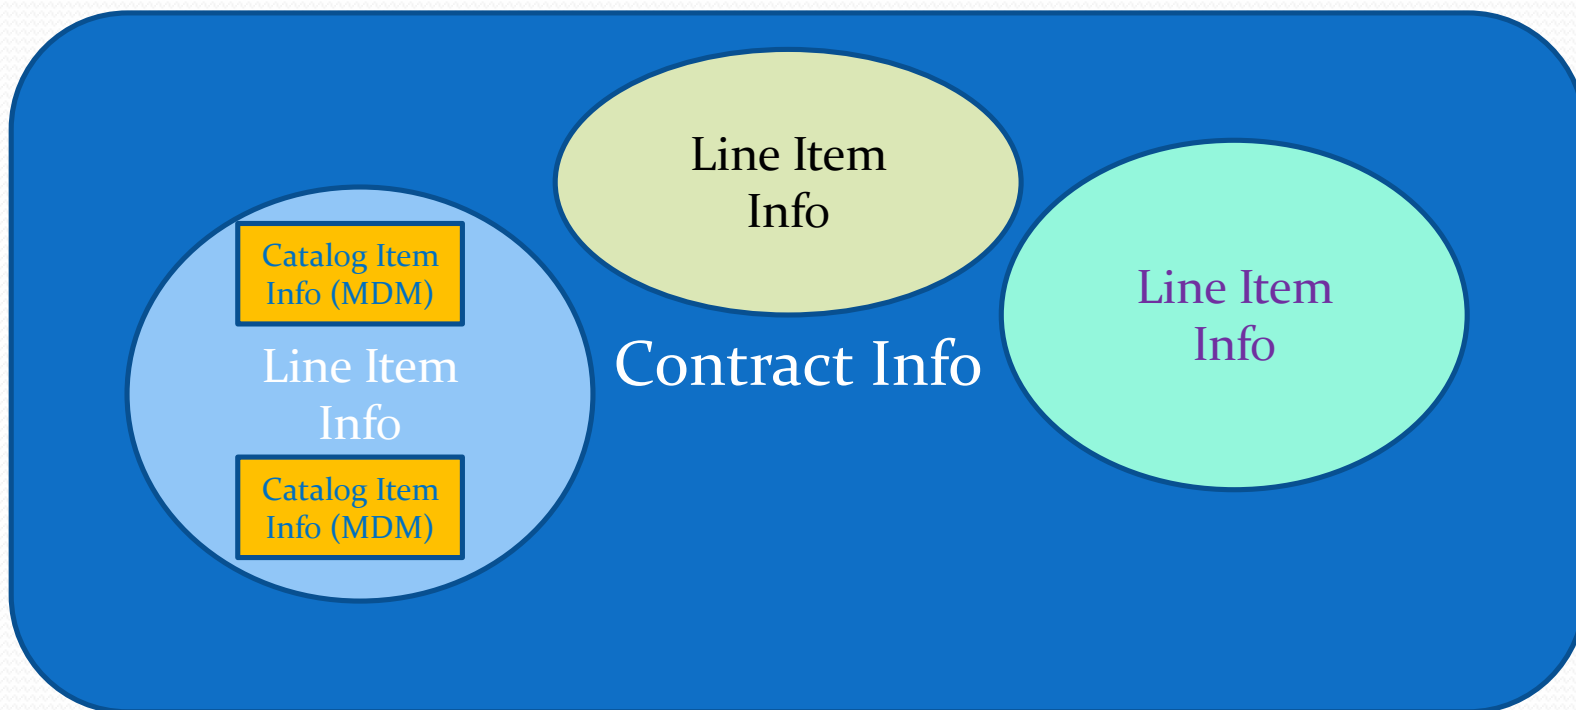 Line Item
Info
Catalog Item
Info (MDM)
Line Item
Info
Catalog Item
Info (MDM)
Contract Info
Line Item
Info